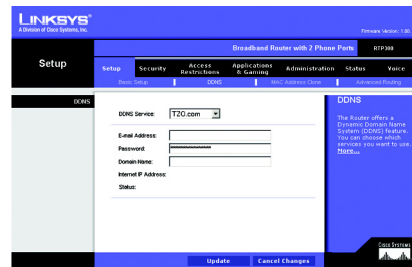 LINKSYS®
A Division of Cisco Systems, Inc.
Firmware Version: 1.00
Broadband Router with 2 Phone Ports RTP300
Setup
Setup Security Access Restrictions Applications & Gaming Administration Status Voice
Basic Setup DDNS MAC Address Clone Advanced Routing
DDNS
DDNS Service: TZO.com
E-mail Address:
Password:
Domain Name:
Internet IP Address:
Status:
DDNS
The Router offers a
Dynamic Domain Name
System (DDNS) feature.
You can choose which
services you want to use.
More...
Update Cancel Changes
CISCO SYSTEMS